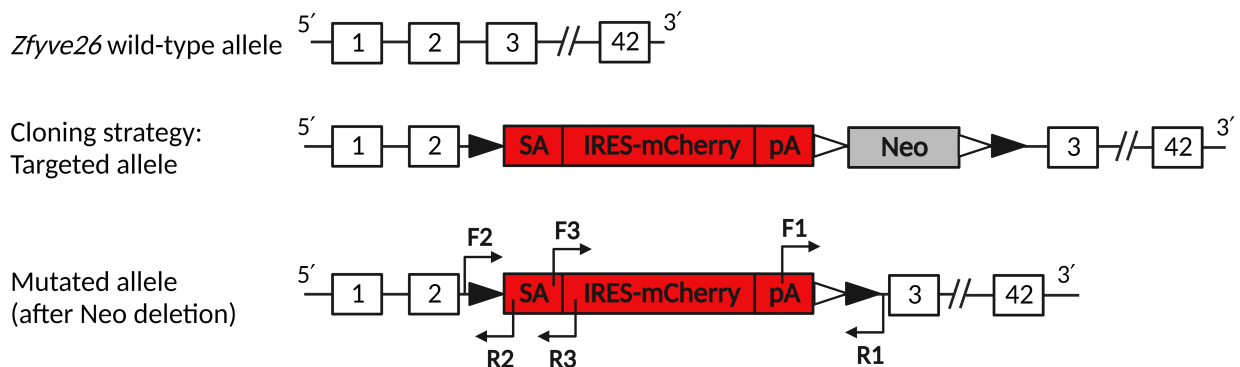 Zfyve26 wild-type allele 5′ 1 2 3 // 42 3′
Cloning strategy:
Targeted allele
5′ 1 2 SA IRES-mCherry pA Neo 3 // 42 3′
F2 F3 F1
Mutated allele
(after Neo deletion)
5′ 1 2 SA IRES-mCherry pA 3 // 42 3′
R2 R3 R1